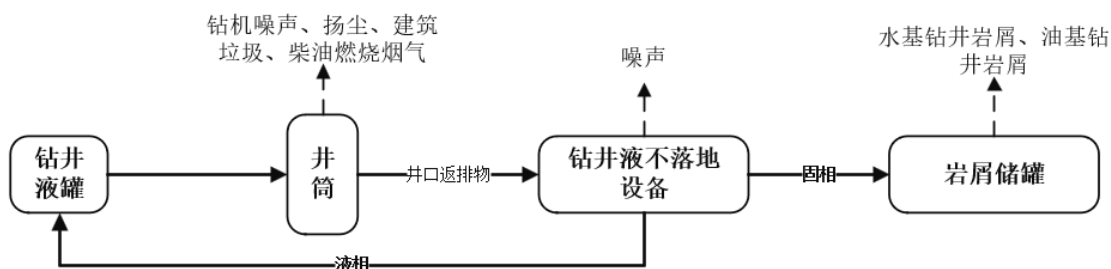 钻机噪声、扬尘、建筑
垃圾、柴油燃烧烟气
噪声
水基钻井岩屑、油基钻
井岩屑
钻井
液罐
井
筒
井口返排物
钻井液不落地
设备
固相
岩屑储罐
液相